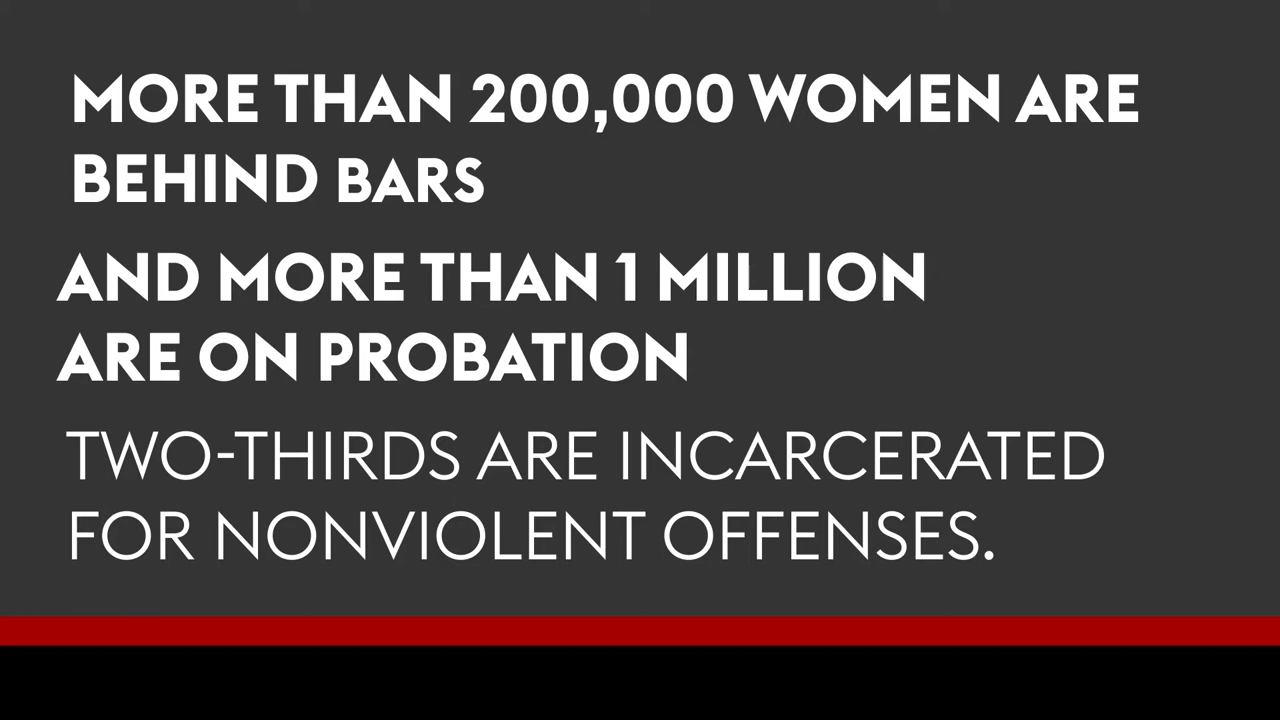 MORE THAN 200,000 WOMEN ARE
BEHIND BARS
AND MORE THAN 1 MILLION
ARE ON PROBATION
TWO-THIRDS ARE INCARCERATED
FOR NONVIOLENT OFFENSES.